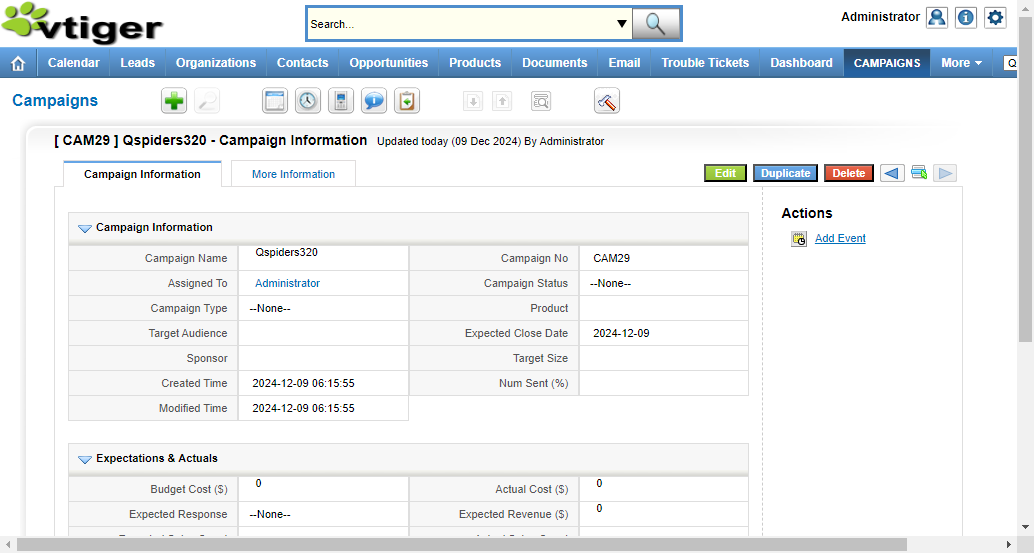 vtiger
Search...
Administrator
Calendar Leads Organizations Contacts Opportunities Products Documents Email Trouble Tickets Dashboard CAMPAIGNS More Q
Campaigns
[ CAM29 ] Qspiders320 - Campaign Information Updated today (09 Dec 2024) By Administrator
Campaign Information More Information Edit Duplicate Delete
Actions
Add Event
Campaign Information
Campaign Name Qspiders320 Campaign No CAM29
Assigned To Administrator Campaign Status --None--
Campaign Type --None-- Product
Target Audience Expected Close Date 2024-12-09
Sponsor Target Size
Created Time 2024-12-09 06:15:55 Num Sent (%)
Modified Time 2024-12-09 06:15:55
Expectations & Actuals
Budget Cost ($) 0 Actual Cost ($) 0
Expected Response --None-- Expected Revenue ($) 0